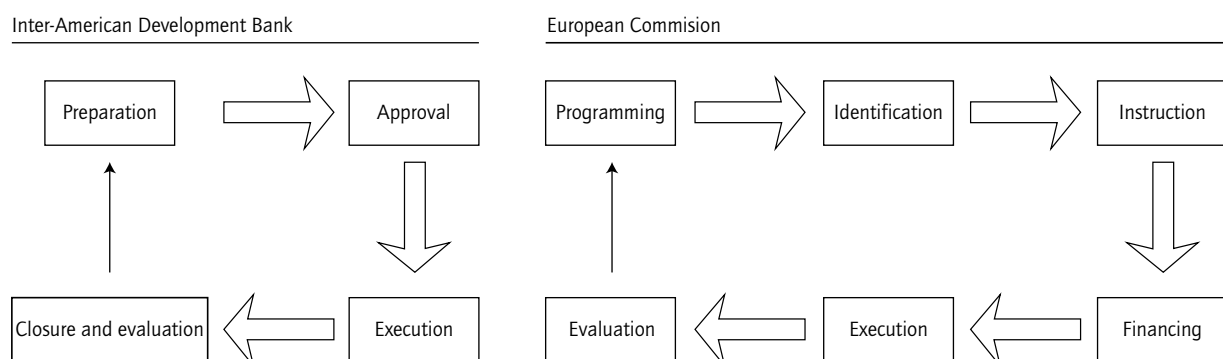 Inter-American Development Bank
European Commision
Preparation
Approval
Programming
Identification
Instruction
Closure and evaluation
Execution
Evaluation
Execution
Financing